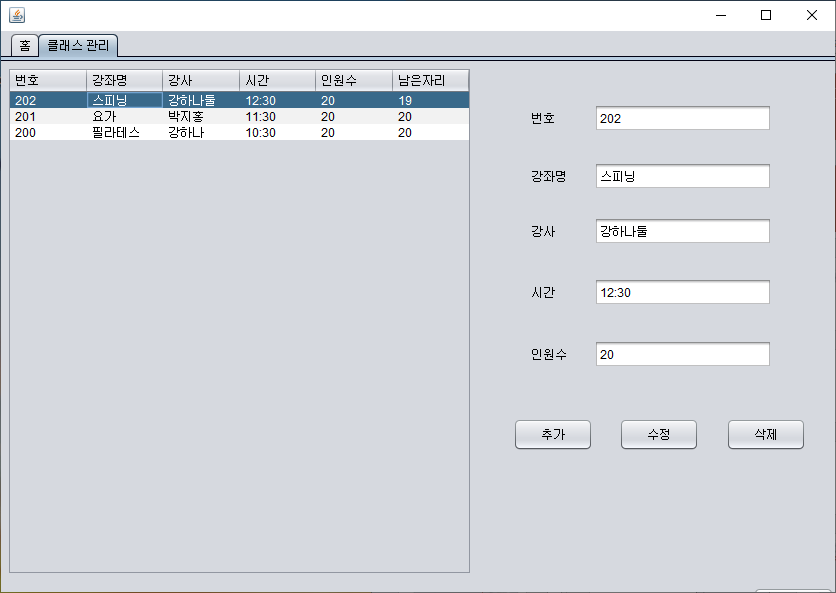 홈 클래스 관리
번호 강좌명 강사 시간 인원수 남은자리
202 스피닝 강하나둘 12:30 20 19
201 요가 박지홍 11:30 20 20
200 필라테스 강하나 10:30 20 20
번호 202
강좌명 스피닝
강사 강하나둘
시간 12:30
인원수 20
추가 수정 삭제